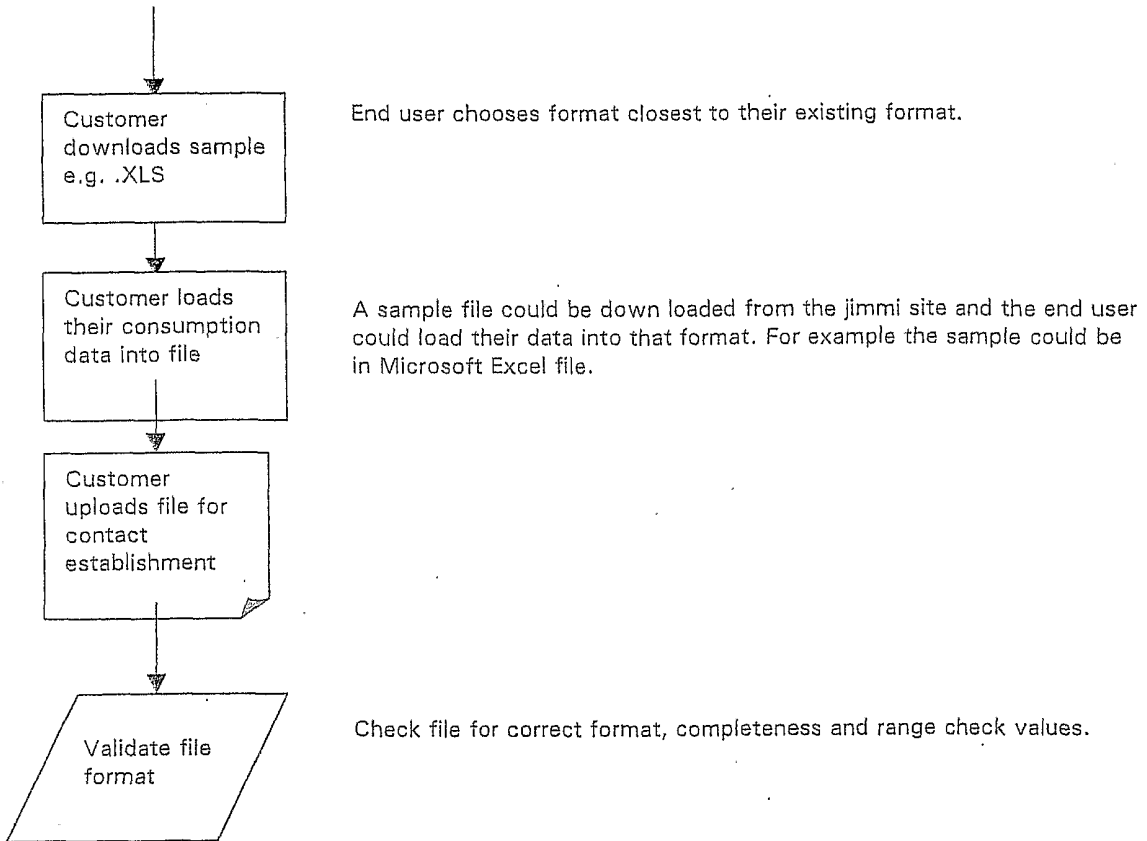 Customer
downloads sample
e.g. .XLS
End user chooses format closest to their existing format.
Customer loads
their consumption
data into file
A sample file could be down loaded from the jimmi site and the end user
could load their data into that format. For example the sample could be
in Microsoft Excel file.
Customer
uploads file for
contact
establishment
Validate file
format
Check file for correct format, completeness and range check values.